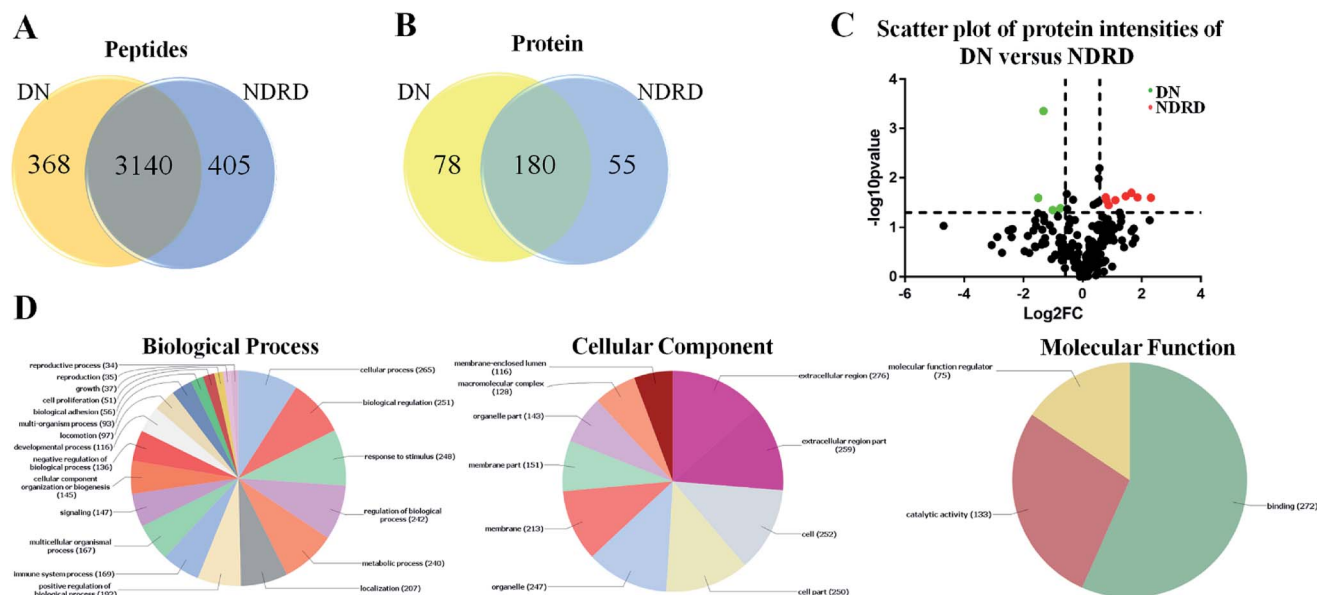 A
Peptides
DN
NDRD
368
3140
405
B
Protein
DN
NDRD
78
180
55
C
Scatter plot of protein intensities of
DN versus NDRD
DN
NDRD
-log10pvalue
4
3
2
1
0
-6
-4
-2
0
2
4
Log2FC
D
Biological Process
reproductive process (34)
reproduction (35)
growth (37)
cell proliferation (51)
biological adhesion (56)
multi-organism process (93)
locomotion (97)
developmental process (116)
negative regulation of
biological process (136)
cellular component
organization or biogenesis
(145)
signaling (147)
multicellular organismal
process (167)
immune system process (169)
positive regulation of
biological process (192)
cellular process (265)
biological regulation (251)
response to stimulus (248)
regulation of biological
process (242)
metabolic process (240)
localization (207)
Cellular Component
membrane-enclosed lumen
(116)
macromolecular complex
(128)
organelle part (143)
membrane part (151)
membrane (213)
organelle (247)
extracellular region (276)
extracellular region part
(259)
cell (252)
cell part (250)
Molecular Function
molecular function regulator
(75)
catalytic activity (133)
binding (272)